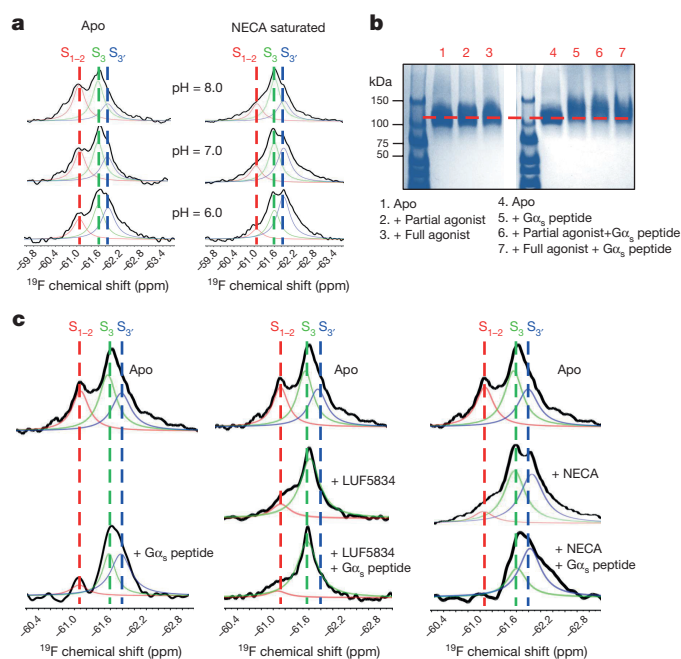 a
Apo
NECA saturated
S1–2 S3 S3′
S1–2 S3 S3′
pH = 8.0
pH = 7.0
pH = 6.0
–59.8 –60.4 –61.0 –61.6 –62.2 –62.8 –63.4
–59.8 –60.4 –61.0 –61.6 –62.2 –62.8 –63.4
19F chemical shift (ppm)
19F chemical shift (ppm)
b
1 2 3 4 5 6 7
kDa
150
100
75
50
1. Apo
2. + Partial agonist
3. + Full agonist
4. Apo
5. + Gαs peptide
6. + Partial agonist+Gαs peptide
7. + Full agonist + Gαs peptide
c
S1–2 S3 S3′
Apo
+ Gαs peptide
–60.4 –61.0 –61.6 –62.2 –62.8
19F chemical shift (ppm)
S1–2 S3 S3′
Apo
+ LUF5834
+ LUF5834
+ Gαs peptide
–60.4 –61.0 –61.6 –62.2 –62.8
19F chemical shift (ppm)
S1–2 S3 S3′
Apo
+ NECA
+ NECA
+ Gαs peptide
–60.4 –61.0 –61.6 –62.2 –62.8
19F chemical shift (ppm)